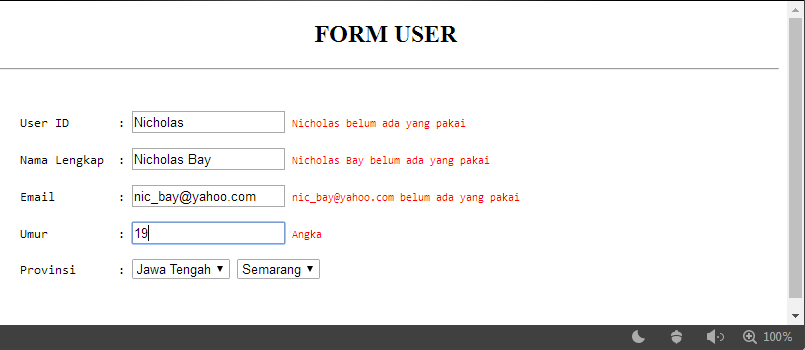 FORM USER
User ID : Nicholas Nicholas belum ada yang pakai
Nama Lengkap : Nicholas Bay Nicholas Bay belum ada yang pakai
Email : nic_bay@yahoo.com nic_bay@yahoo.com belum ada yang pakai
Umur : 19 Angka
Provinsi : Jawa Tengah Semarang
100%